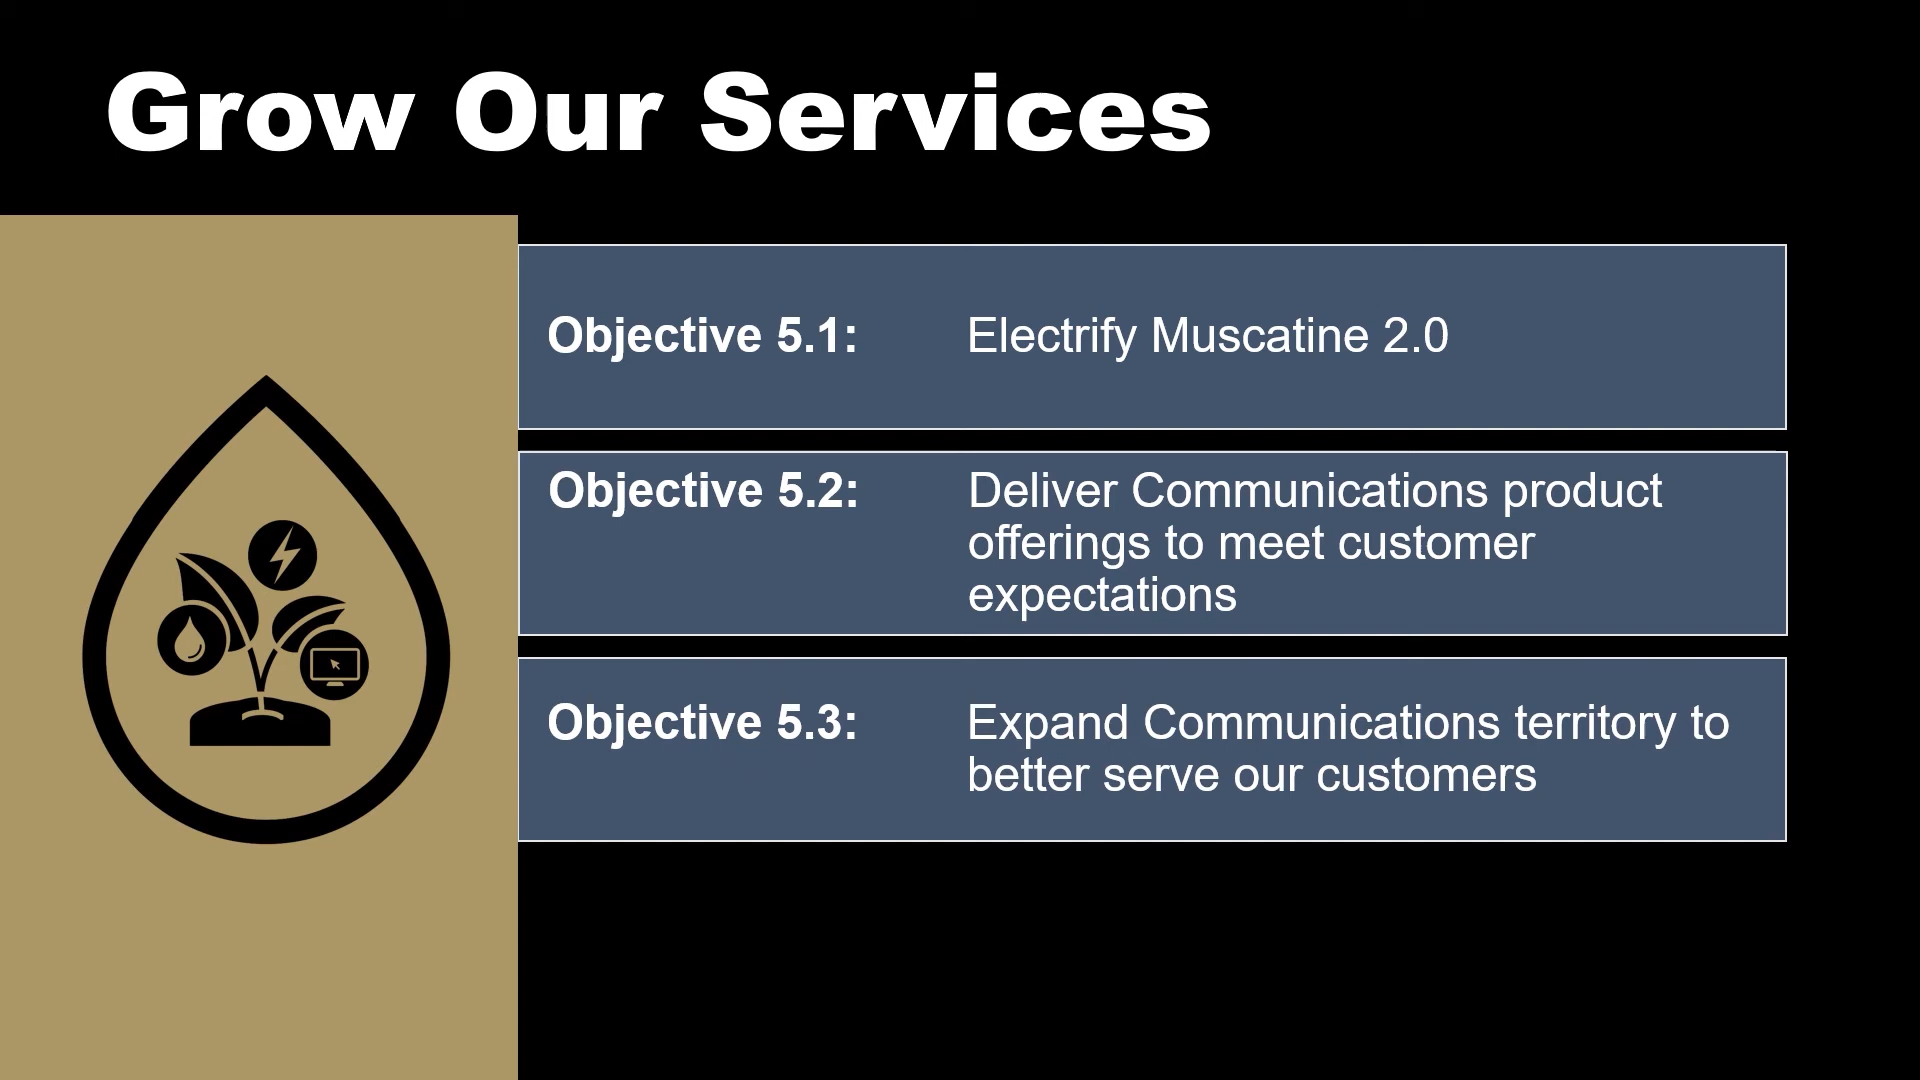 Grow Our Services
Objective 5.1: Electrify Muscatine 2.0
Objective 5.2: Deliver Communications product
offerings to meet customer
expectations
Objective 5.3: Expand Communications territory to
better serve our customers